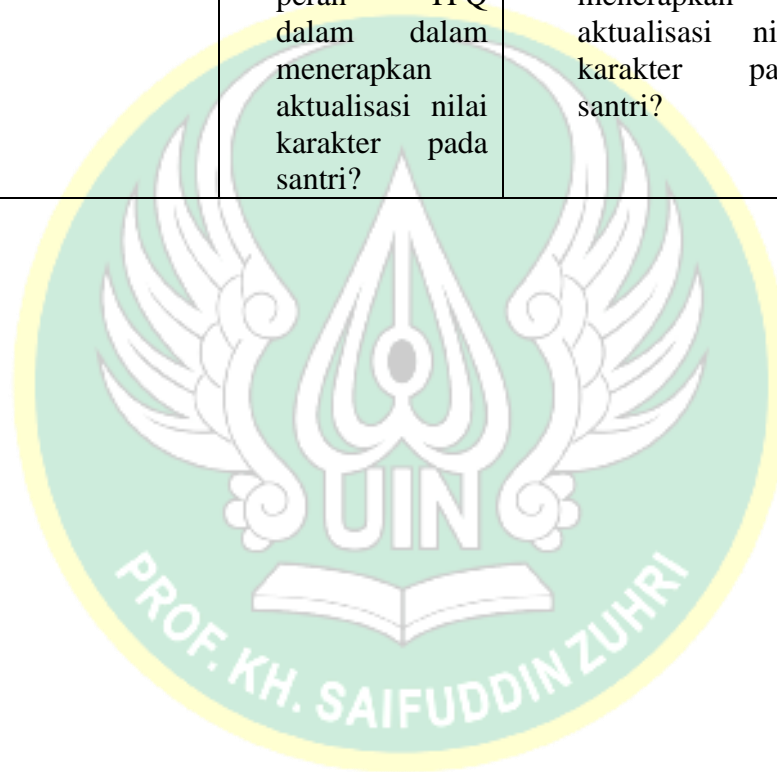 dalam dalam
menerapkan
aktualisasi nilai
karakter pada
santri?
aktualisasi
karakter
santri?
UIN
PROF. KH. SAIFUDDIN ZUHRI